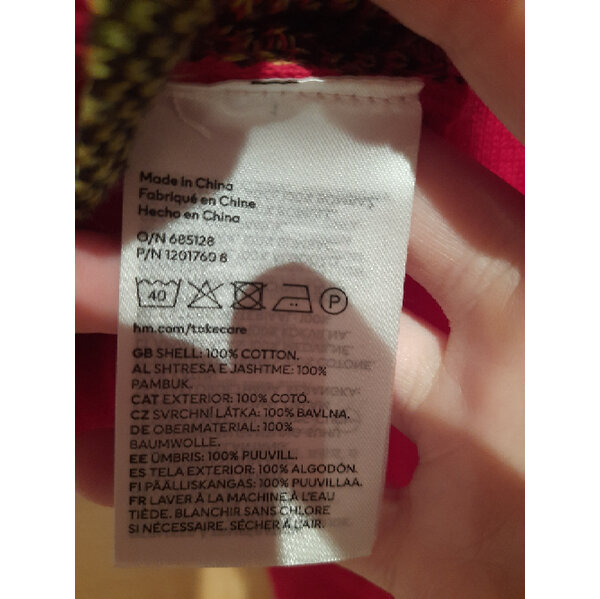 Made in China
Fabriqué en Chine
Hecho en China
O/N 685128
P/N 1201760 8
40
P
hm.com/takecare
GB SHELL: 100% COTTON.
AL SHTRESA E JASHTME: 100%
PAMBUK.
CAT EXTERIOR: 100% COTÓ.
CZ SVRCHNÍ LÁTKA: 100% BAVLNA.
DE OBERMATERIAL: 100%
BAUMWOLLE.
EE ÜMBRIS: 100% PUUVILL.
ES TELA EXTERIOR: 100% ALGODÓN.
FI PÄÄLLISKANGAS: 100% PUUVILLAA.
FR LAVER À LA MACHINE À L'EAU
TIÈDE. BLANCHIR SANS CHLORE
SI NÉCESSAIRE. SÉCHER À L'AIR.